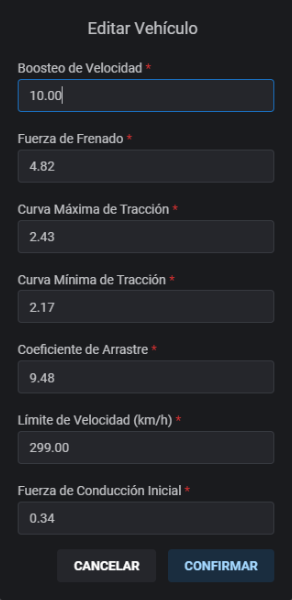 Editar Vehículo
Boosteo de Velocidad *
10.00
Fuerza de Frenado *
4.82
Curva Máxima de Tracción *
2.43
Curva Mínima de Tracción *
2.17
Coeficiente de Arrastre *
9.48
Límite de Velocidad (km/h) *
299.00
Fuerza de Conducción Inicial *
0.34
CANCELAR CONFIRMAR